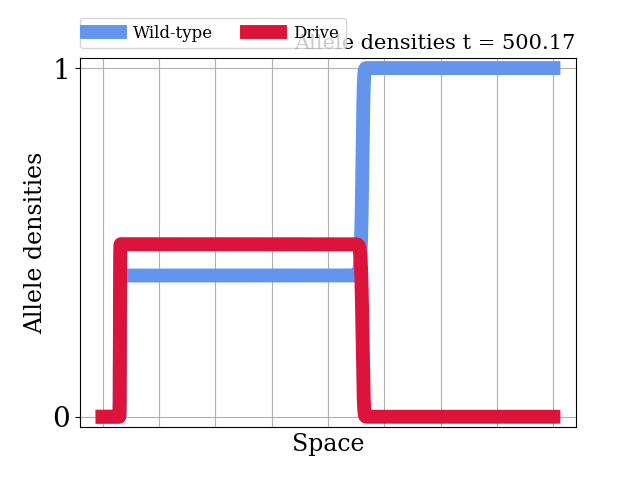 Wild-type Drive
Allele densities t = 500.17
1
Allele densities
0
Space